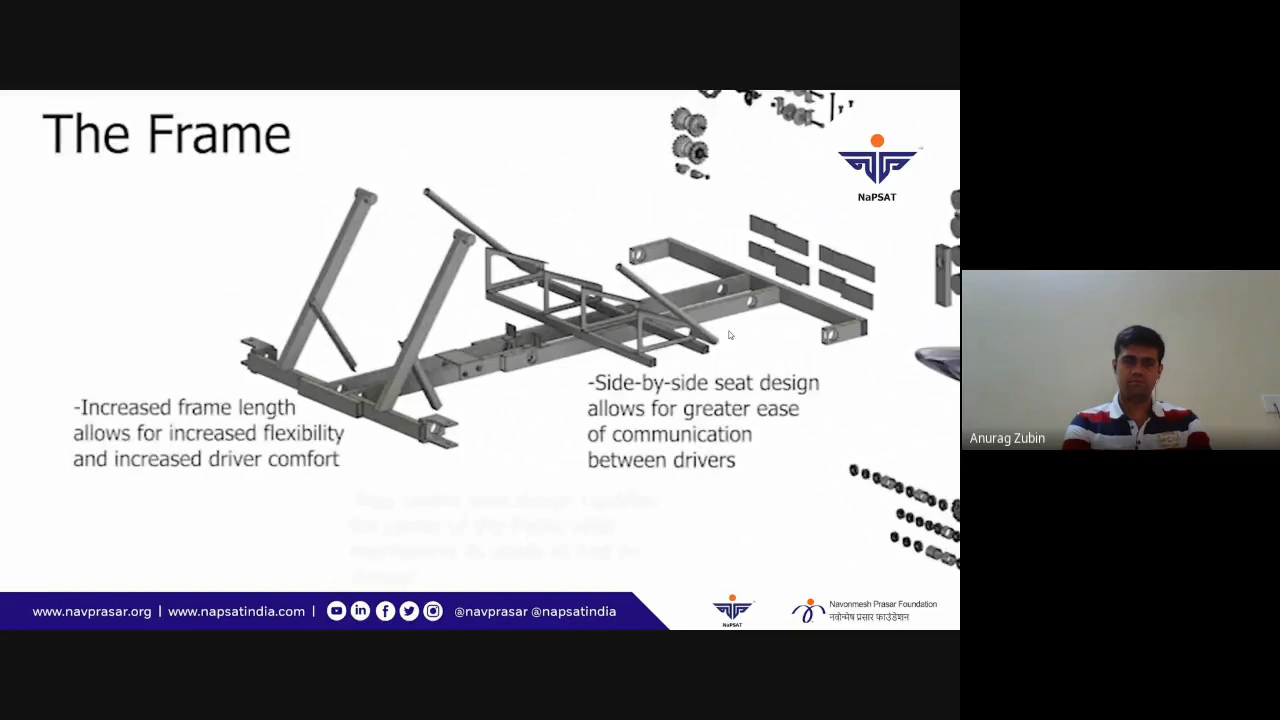 The Frame
NaPSAT
-Increased frame length
allows for increased flexibility
and increased driver comfort
-Side-by-side seat design
allows for greater ease
of communication
between drivers
www.navprasar.org | www.napsatindia.com |
@navprasar @napsatindia
NaPSAT
Navonmesh Prasar Foundation
नवोन्मेष प्रसार फाउंडेशन
Anurag Zubin